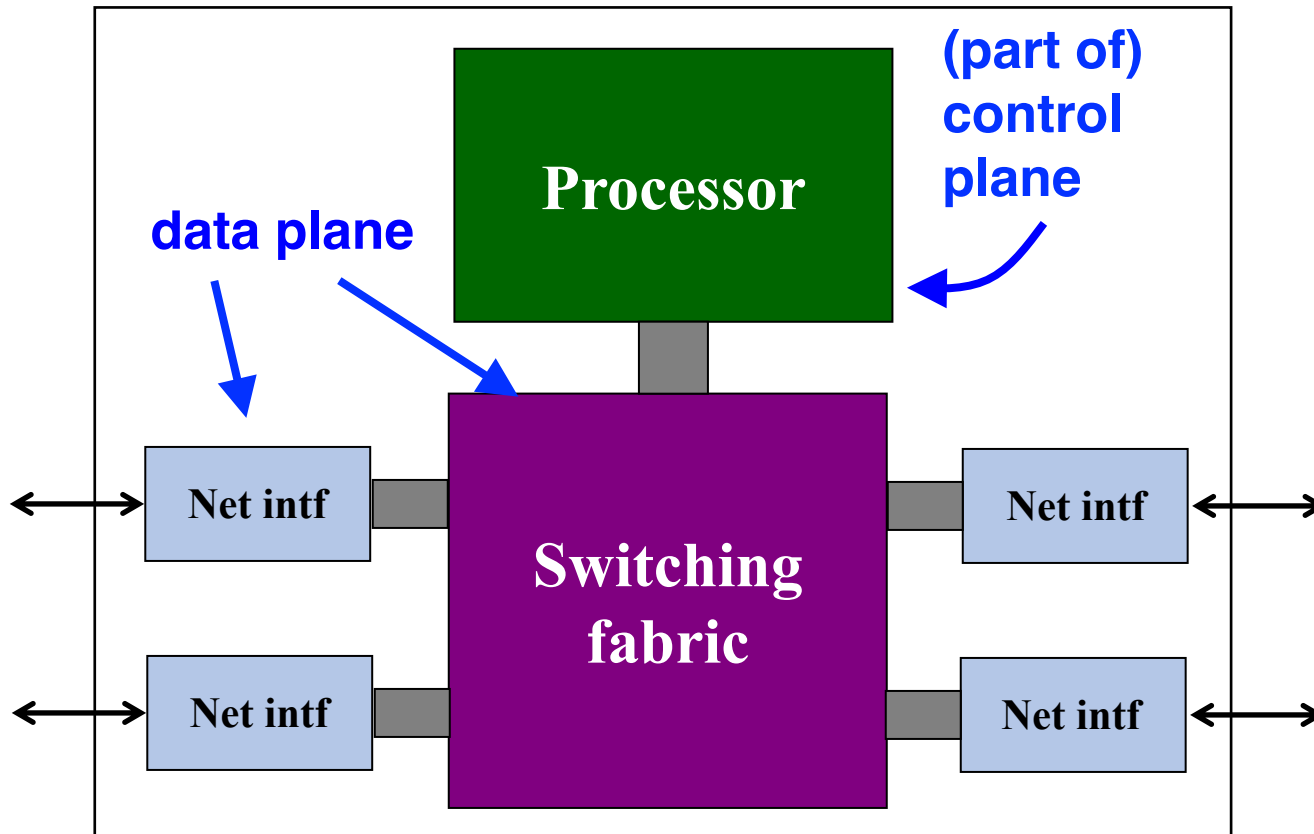 (part of)
control
plane
Processor
data plane
Net intf
Net intf
Switching
fabric
Net intf
Net intf